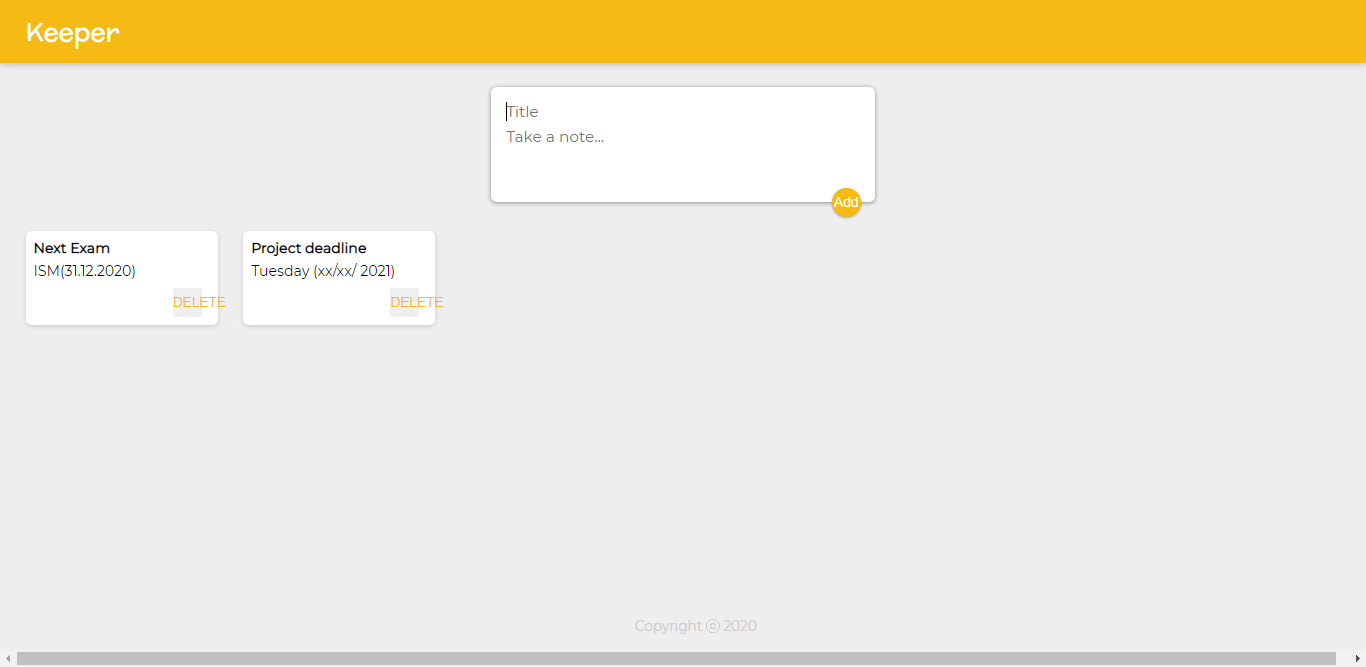 Keeper
Title
Take a note...
Add
Next Exam
ISM(31.12.2020)
DELETE
Project deadline
Tuesday (xx/xx/ 2021)
DELETE
Copyright ⓒ 2020